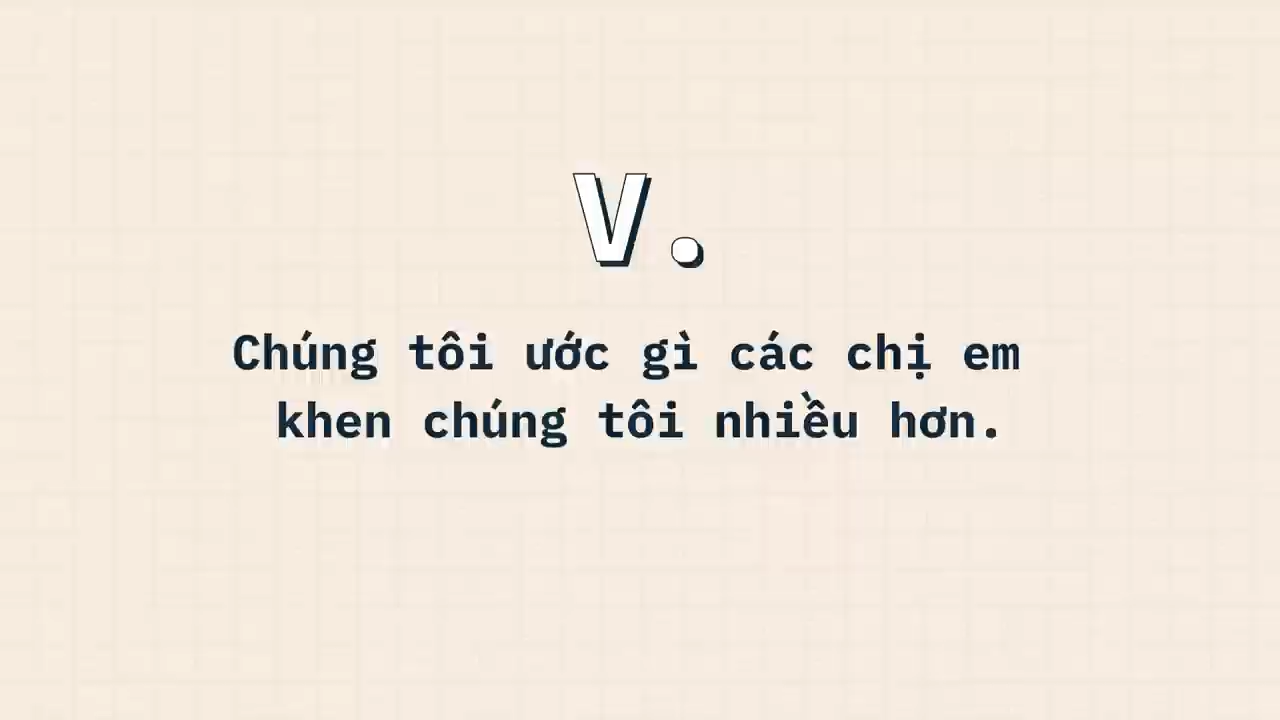 V.
Chúng tôi ước gì các chị em
khen chúng tôi nhiều hơn.